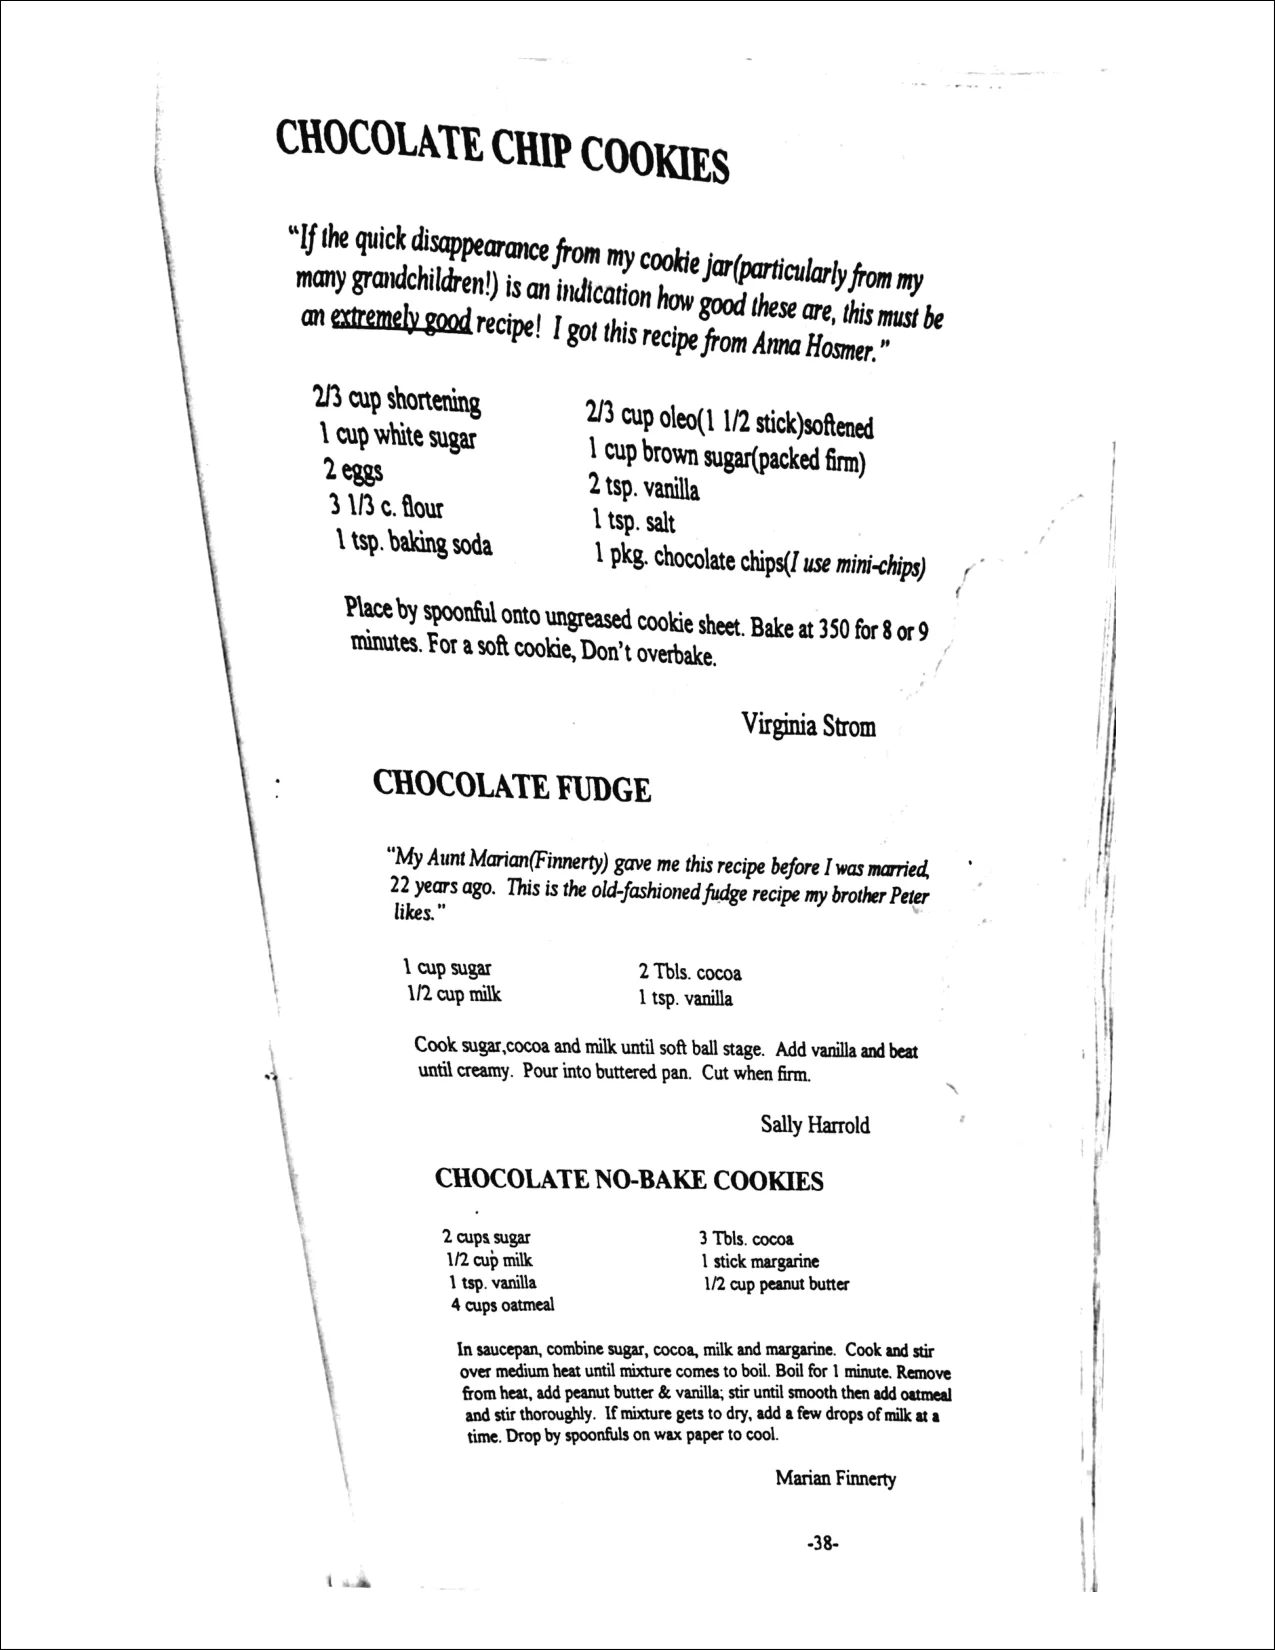 CHOCOLATE CHIP COOKIES
“If the quick disappearance from my cookie jar(particularly from my
many grandchildren!) is an indication how good these are, this must be
an extremely good recipe! I got this recipe from Anna Hosmer.”
2/3 cup shortening 2/3 cup oleo(1 1/2 stick)softened
1 cup white sugar 1 cup brown sugar(packed firm)
2 eggs 2 tsp. vanilla
3 1/3 c. flour 1 tsp. salt
1 tsp. baking soda 1 pkg. chocolate chips(I use mini-chips)
Place by spoonful onto ungreased cookie sheet. Bake at 350 for 8 or 9
minutes. For a soft cookie, Don't overbake.
Virginia Strom
CHOCOLATE FUDGE
“My Aunt Marian(Finnerty) gave me this recipe before I was married,
22 years ago. This is the old-fashioned fudge recipe my brother Peter
likes.”
1 cup sugar 2 Tbls. cocoa
1/2 cup milk 1 tsp. vanilla
Cook sugar,cocoa and milk until soft ball stage. Add vanilla and beat
until creamy. Pour into buttered pan. Cut when firm.
Sally Harrold
CHOCOLATE NO-BAKE COOKIES
2 cups sugar 3 Tbls. cocoa
1/2 cup milk 1 stick margarine
1 tsp. vanilla 1/2 cup peanut butter
4 cups oatmeal
In saucepan, combine sugar, cocoa, milk and margarine. Cook and stir
over medium heat until mixture comes to boil. Boil for 1 minute. Remove
from heat, add peanut butter & vanilla; stir until smooth then add oatmeal
and stir thoroughly. If mixture gets to dry, add a few drops of milk at a
time. Drop by spoonfuls on wax paper to cool.
Marian Finnerty
-38-